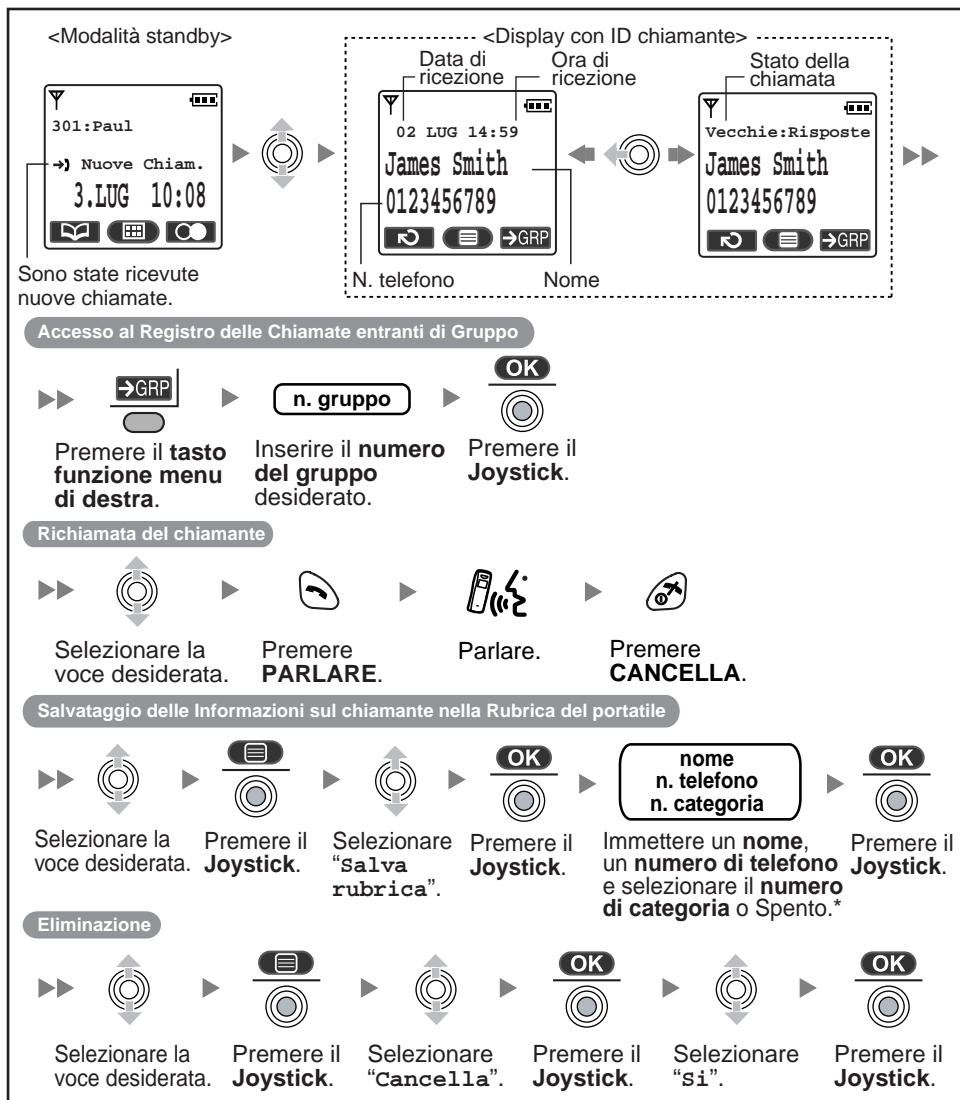 <Modalità standby>
<Display con ID chiamante>
Data di
ricezione
Ora di
ricezione
Stato della
chiamata
301:Paul
Nuove Chiam.
3.LUG 10:08
02 LUG 14:59
James Smith
0123456789
GRP
Vecchie:Risposte
James Smith
0123456789
GRP
Sono state ricevute
nuove chiamate.
N. telefono
Nome
Accesso al Registro delle Chiamate entranti di Gruppo
GRP
n. gruppo
OK
Premere il tasto
funzione menu
di destra.
Inserire il numero
del gruppo
desiderato.
Premere il
Joystick.
Richiamata del chiamante
Selezionare la
voce desiderata.
Premere
PARLARE.
Parlare.
Premere
CANCELLA.
Salvataggio delle Informazioni sul chiamante nella Rubrica del portatile
OK
nome
n. telefono
n. categoria
OK
Selezionare la
voce desiderata.
Premere il
Joystick.
Selezionare
“Salva
rubrica”.
Premere il
Joystick.
Immettere un nome,
un numero di telefono
e selezionare il numero
di categoria o Spento.*
Premere il
Joystick.
Eliminazione
OK
OK
Selezionare la
voce desiderata.
Premere il
Joystick.
Selezionare
“Cancella”.
Premere il
Joystick.
Selezionare
“Si”.
Premere il
Joystick.